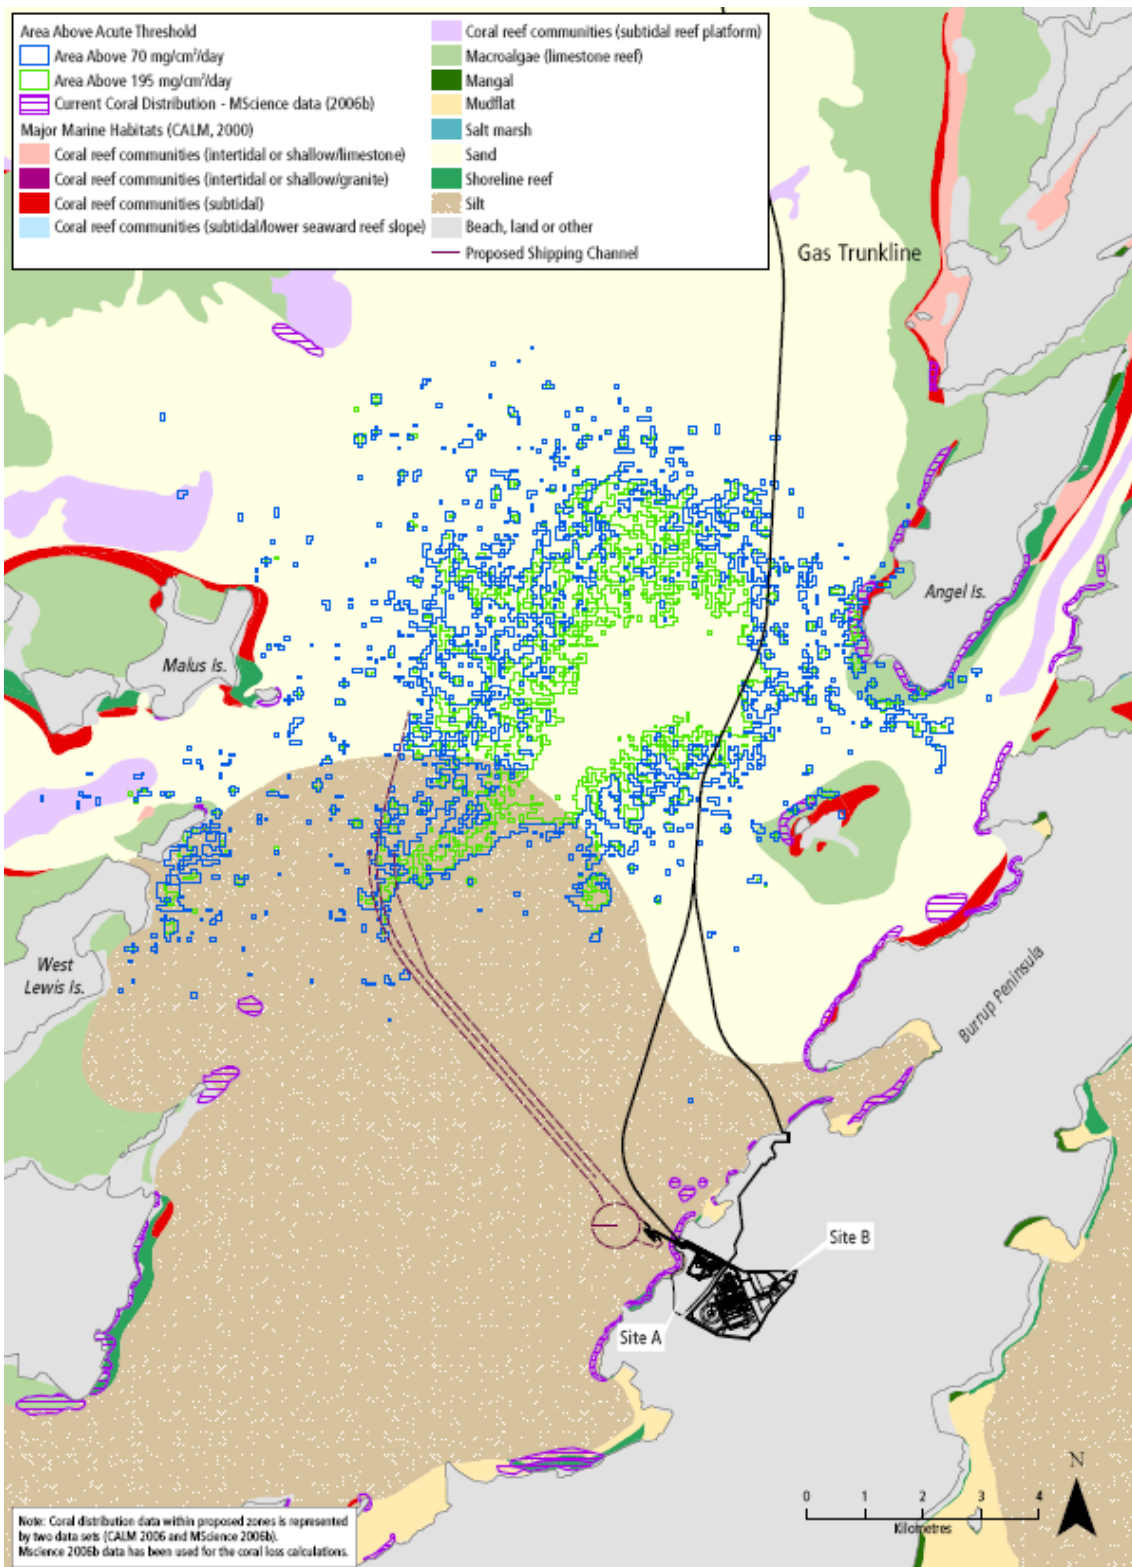 Area Above Acute Threshold
Area Above 70 mg/cm²/day
Area Above 195 mg/cm²/day
Current Coral Distribution - MScience data (2006b)
Major Marine Habitats (CALM, 2000)
Coral reef communities (intertidal or shallow/limestone)
Coral reef communities (intertidal or shallow/granite)
Coral reef communities (subtidal)
Coral reef communities (subtidal/lower seaward reef slope)
Coral reef communities (subtidal reef platform)
Macroalgae (limestone reef)
Mangal
Mudflat
Salt marsh
Sand
Shoreline reef
Silt
Beach, land or other
Proposed Shipping Channel
Gas Trunkline
Angel Is.
Malus Is.
West
Lewis Is.
Burrup Peninsula
Site B
Site A
N
0 1 2 3 4
Kilometres
Note: Coral distribution data within proposed zones is represented
by two data sets (CALM 2006 and MScience 2006b).
Mscience 2006b data has been used for the coral loss calculations.